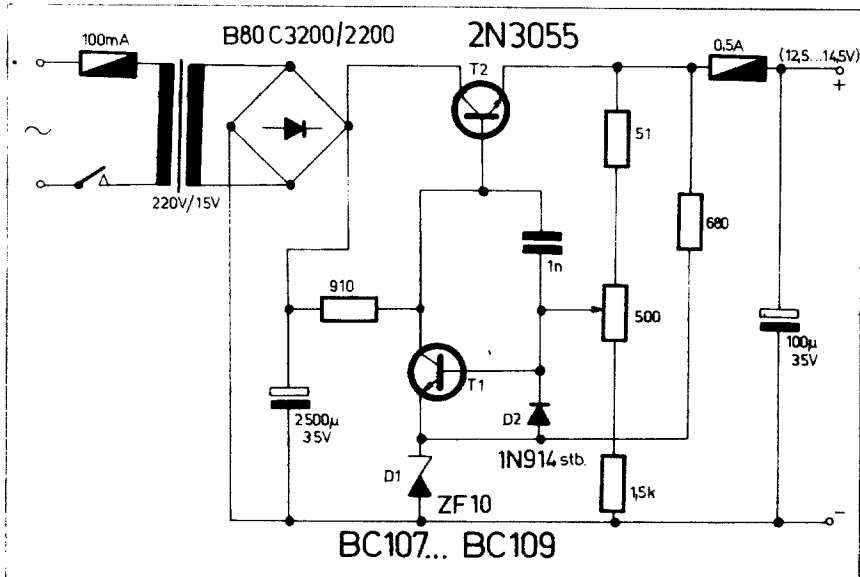 B80 C3200/2200
2N3055
100mA
0,5A
(12,5...14,5V)
+
T2
51
220V/15V
680
1n
910
500
100µ
35V
T1
2500µ
35V
D2
1N914 stb.
D1
ZF10
1,5k
-
BC107... BC109